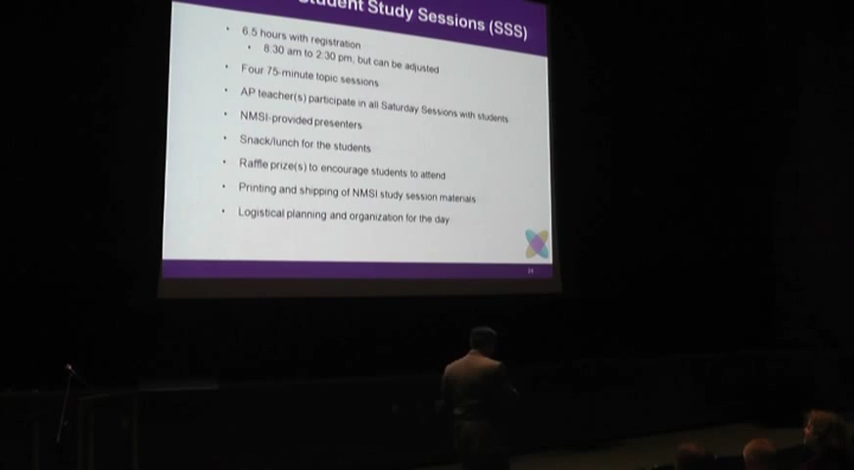 Student Study Sessions (SSS)
• 6.5 hours with registration
• 8:30 am to 2:30 pm, but can be adjusted
• Four 75-minute topic sessions
• AP teacher(s) participate in all Saturday Sessions with students
• NMSI-provided presenters
• Snack/lunch for the students
• Raffle prize(s) to encourage students to attend
• Printing and shipping of NMSI study session materials
• Logistical planning and organization for the day